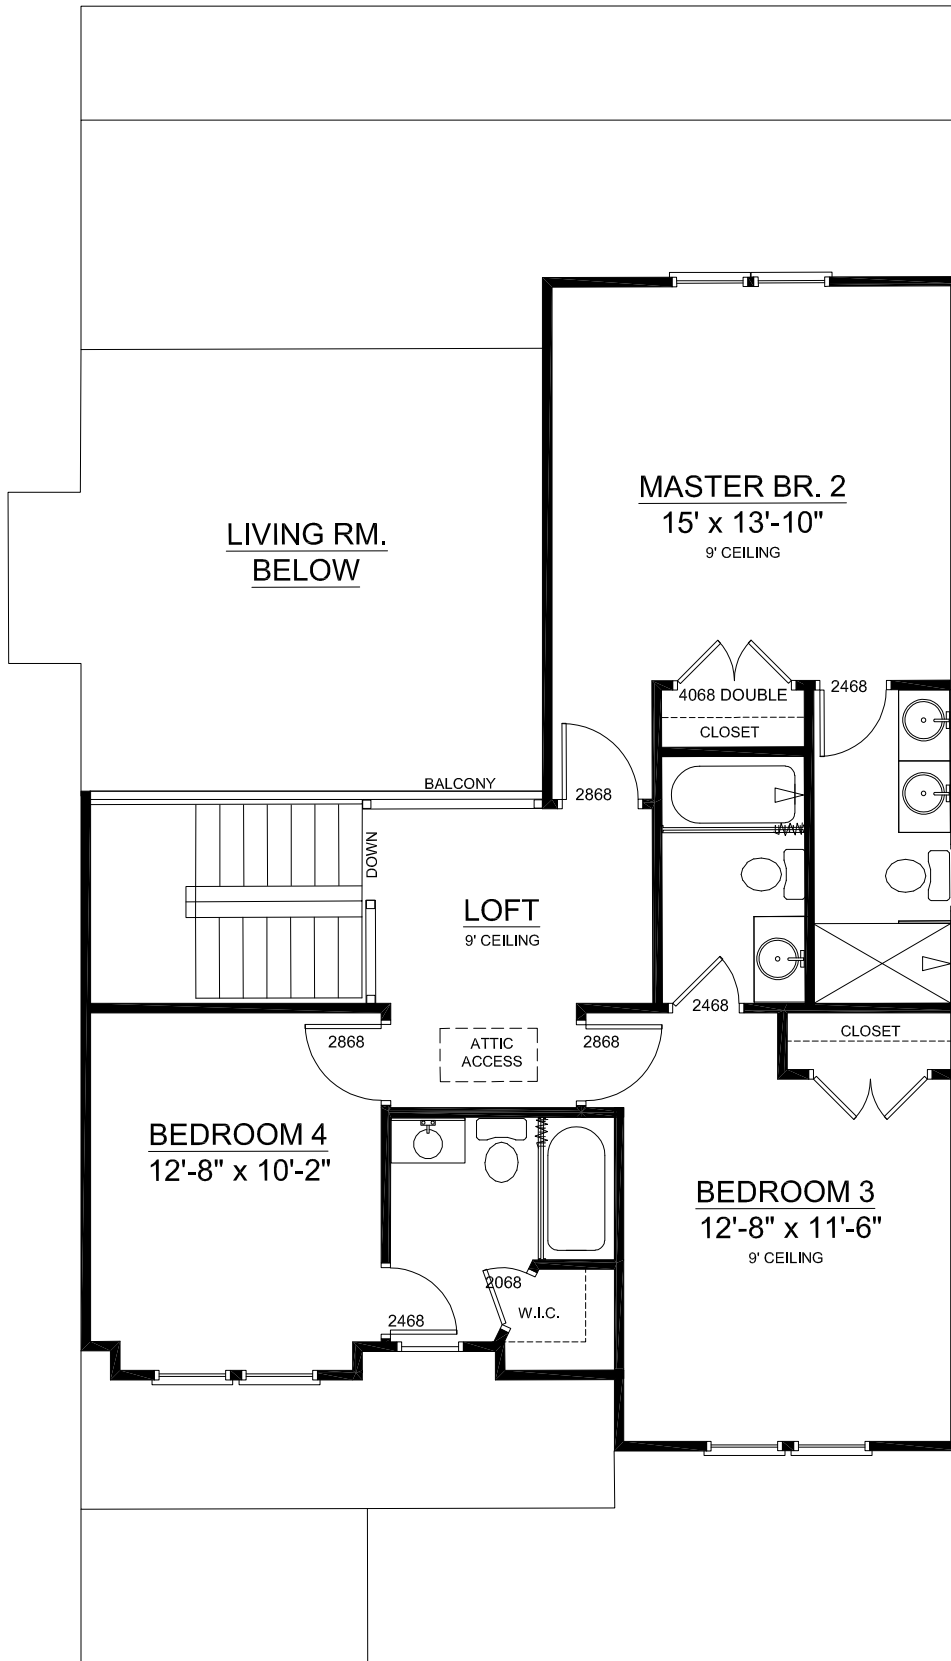 MASTER BR. 2
15' x 13'-10"
9' CEILING
LIVING RM.
BELOW
4068 DOUBLE
2468
CLOSET
BALCONY
2868
DOWN
LOFT
9' CEILING
2468
2868
ATTIC
ACCESS
2868
CLOSET
BEDROOM 4
12'-8" x 10'-2"
BEDROOM 3
12'-8" x 11'-6"
9' CEILING
2068
W.I.C.
2468